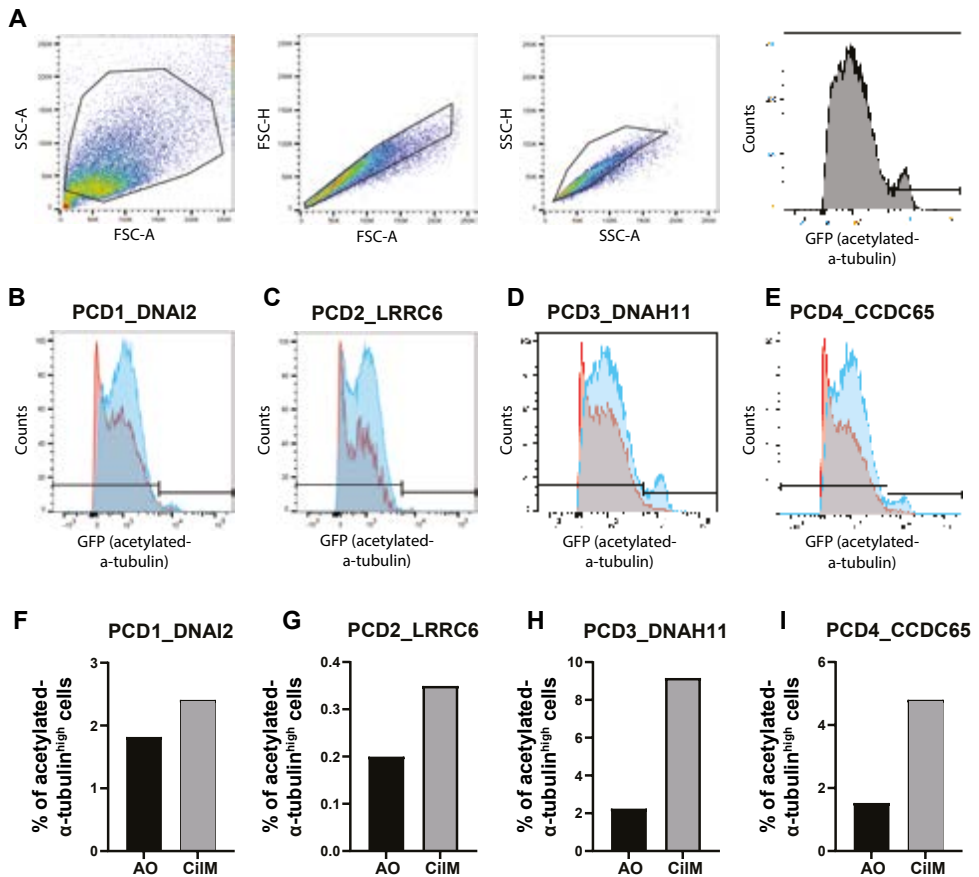 A
SSC-A
FSC-A
FSC-H
FSC-A
SSC-H
SSC-A
Counts
GFP (acetylated-
a-tubulin)
B
PCD1_DNAI2
Counts
GFP (acetylated-
a-tubulin)
C
PCD2_LRRC6
Counts
GFP (acetylated-
a-tubulin)
D
PCD3_DNAH11
Counts
GFP (acetylated-
a-tubulin)
E
PCD4_CCDC65
Counts
GFP (acetylated-
a-tubulin)
F
PCD1_DNAI2
% of acetylated-
α-tubulinhigh cells
3
2
1
0
AO CilM
G
PCD2_LRRC6
% of acetylated-
α-tubulinhigh cells
0.4
0.3
0.2
0.1
0.0
AO CilM
H
PCD3_DNAH11
% of acetylated-
α-tubulinhigh cells
10
8
6
4
2
0
AO CilM
I
PCD4_CCDC65
% of acetylated-
α-tubulinhigh cells
6
4
2
0
AO CilM